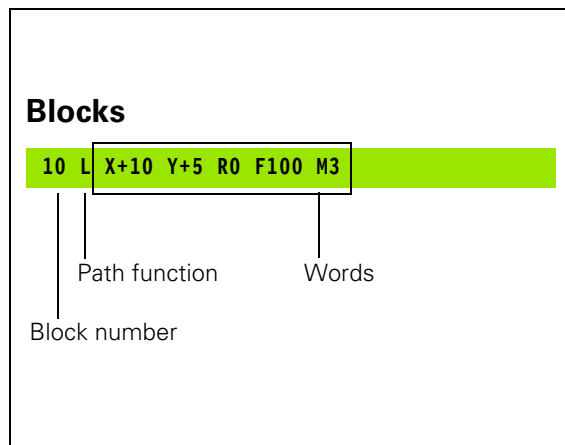 Blocks
10 L X+10 Y+5 R0 F100 M3
Path function Words
Block number